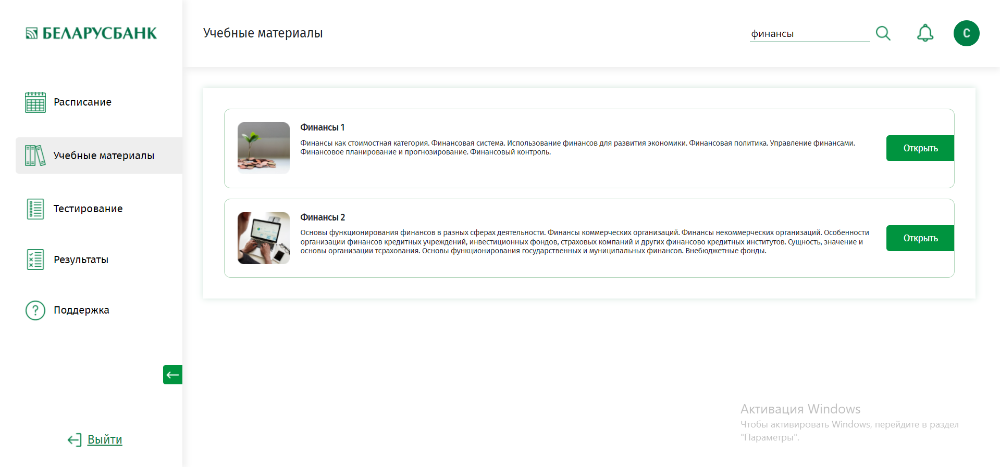 БЕЛАРУСБАНК
Учебные материалы
финансы
С
Расписание
Учебные материалы
Тестирование
Результаты
Поддержка
Выйти
Финансы 1
Финансы как стоимостная категория. Финансовая система. Использование финансов для развития экономики. Финансовая политика. Управление финансами.
Финансовое планирование и прогнозирование. Финансовый контроль.
Открыть
Финансы 2
Основы функционирования финансов в разных сферах деятельности. Финансы коммерческих организаций. Финансы некоммерческих организаций. Особенности
организации финансов кредитных учреждений, инвестиционных фондов, страховых компаний и других финансово кредитных институтов. Сущность, значение и
основы организации тсрахования. Основы функционирования государственных и муниципальных финансов. Внебюджетные фонды.
Открыть
Активация Windows
Чтобы активировать Windows, перейдите в раздел
"Параметры".